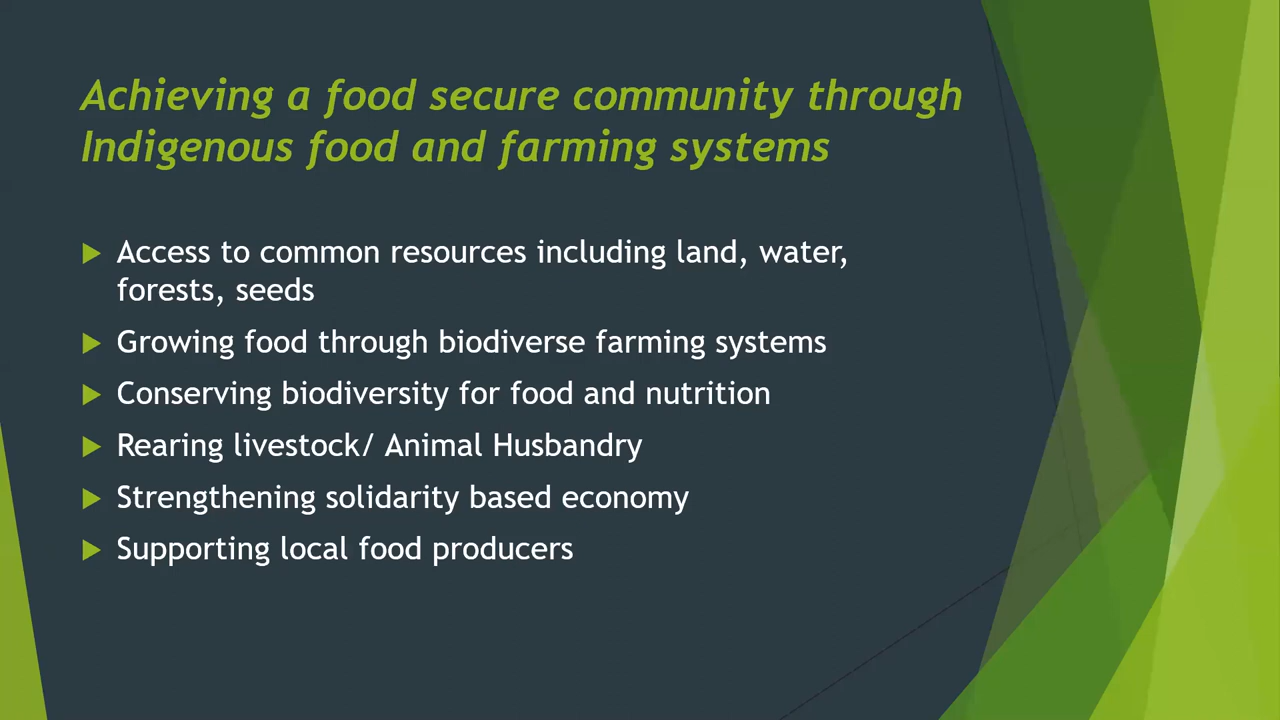 Achieving a food secure community through
Indigenous food and farming systems
Access to common resources including land, water,
forests, seeds
Growing food through biodiverse farming systems
Conserving biodiversity for food and nutrition
Rearing livestock/ Animal Husbandry
Strengthening solidarity based economy
Supporting local food producers